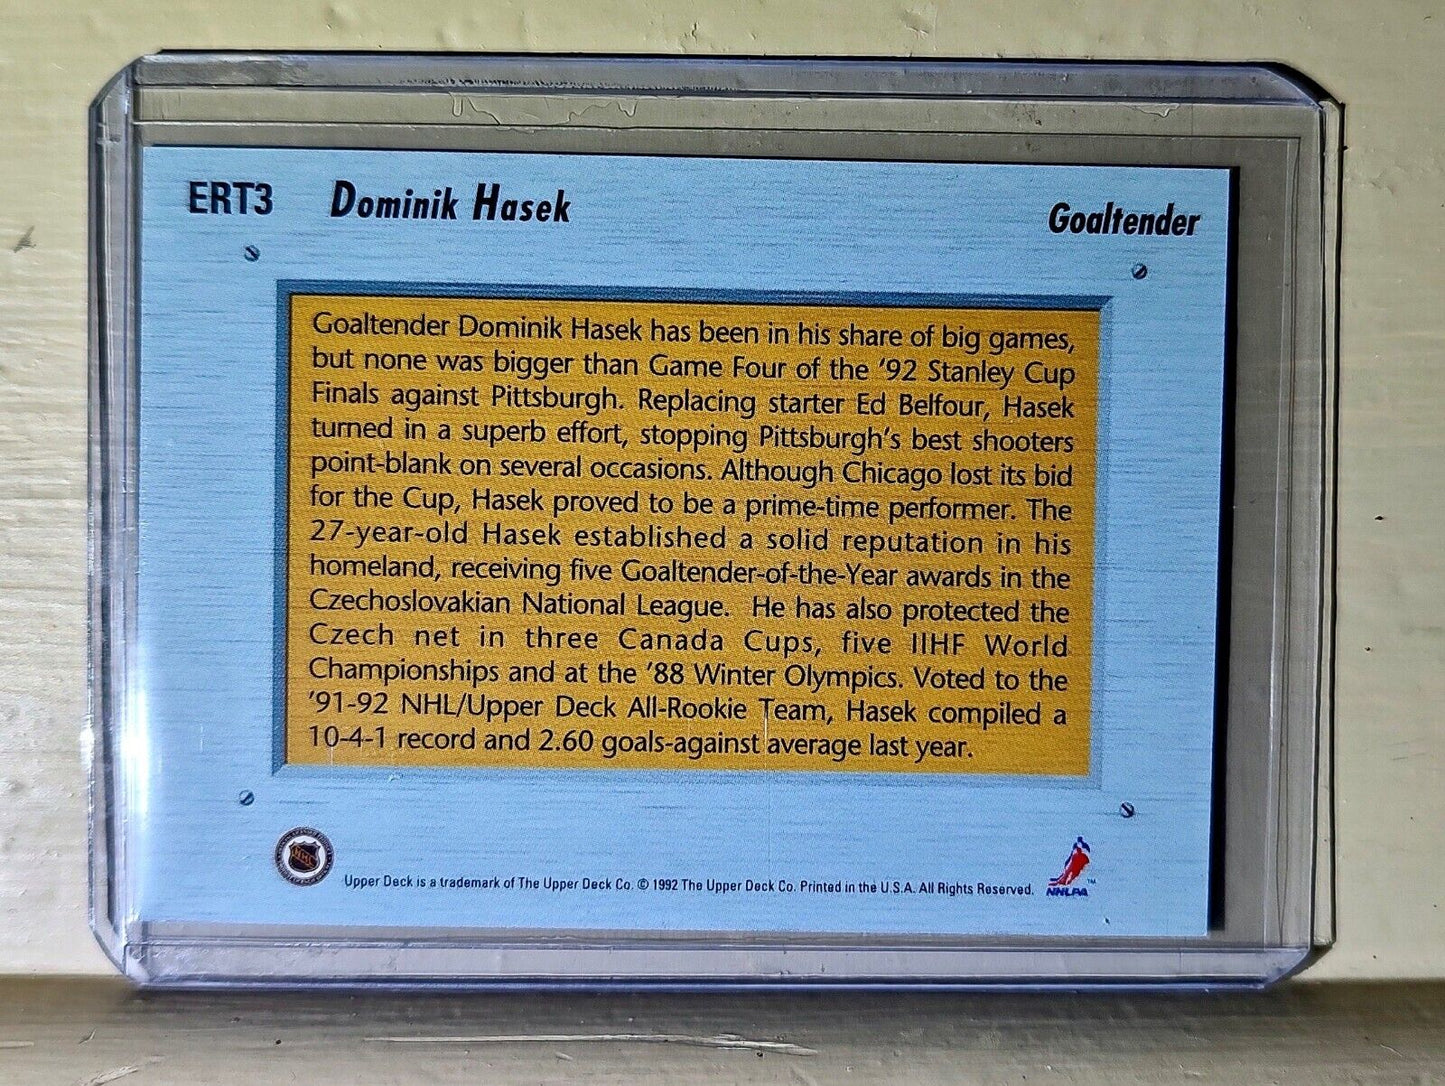 ERT3 Dominik Hasek Goaltender
Goaltender Dominik Hasek has been in his share of big games,
but none was bigger than Game Four of the '92 Stanley Cup
Finals against Pittsburgh. Replacing starter Ed Belfour, Hasek
turned in a superb effort, stopping Pittsburgh's best shooters
point-blank on several occasions. Although Chicago lost its bid
for the Cup, Hasek proved to be a prime-time performer. The
27-year-old Hasek established a solid reputation in his
homeland, receiving five Goaltender-of-the-Year awards in the
Czechoslovakian National League. He has also protected the
Czech net in three Canada Cups, five IIHF World
Championships and at the '88 Winter Olympics. Voted to the
'91-92 NHL/Upper Deck All-Rookie Team, Hasek compiled a
10-4-1 record and 2.60 goals-against average last year.
NHL
Upper Deck is a trademark of The Upper Deck Co. © 1992 The Upper Deck Co. Printed in the U.S.A. All Rights Reserved.
NHLPA™